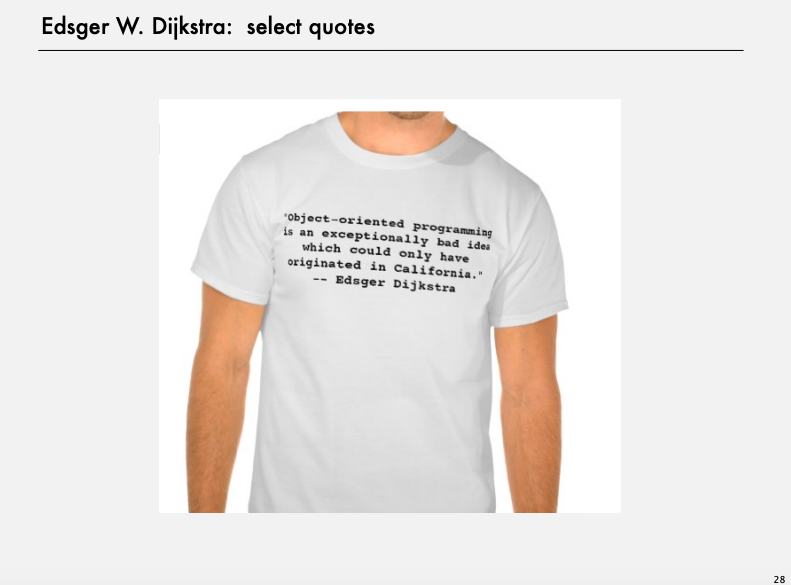 Edsger W. Dijkstra: select quotes
"Object-oriented programming
is an exceptionally bad idea
which could only have
originated in California."
-- Edsger Dijkstra
28